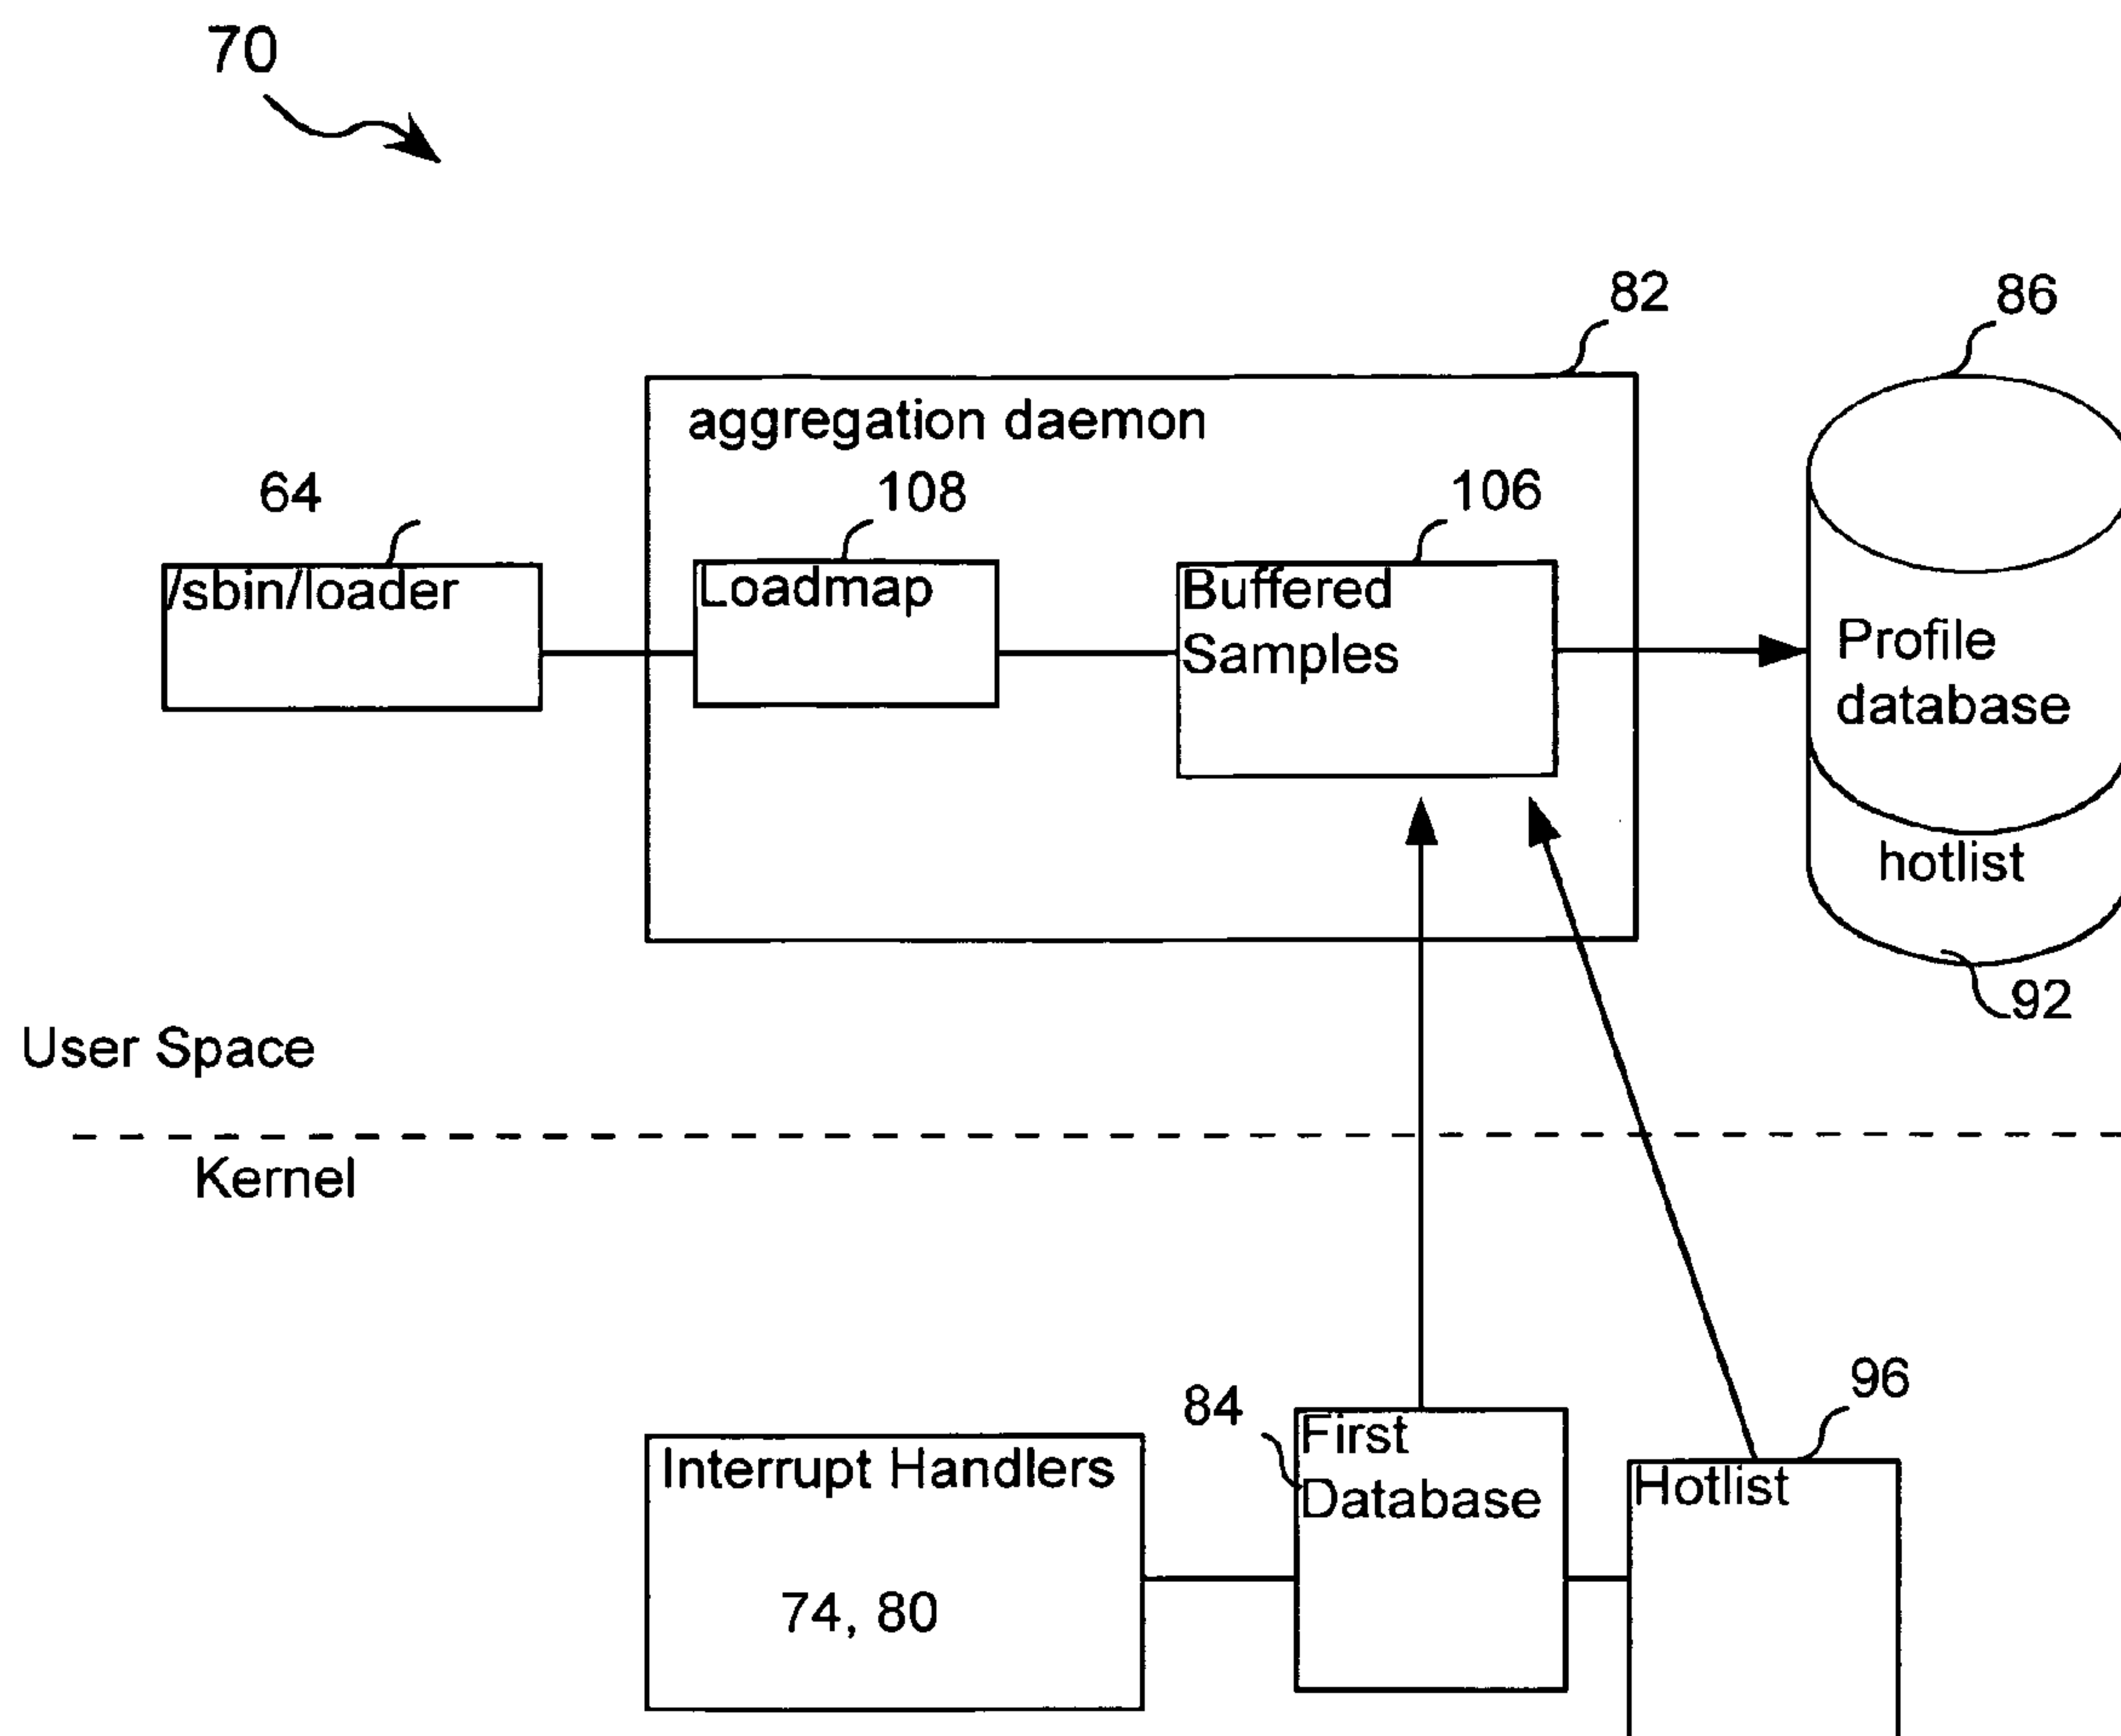 70
82
86
aggregation daemon
64
108
106
/sbin/loader
Loadmap
Buffered
Samples
Profile
database
hotlist
92
User Space
Kernel
96
84
First
Database
Interrupt Handlers
Hotlist
74, 80